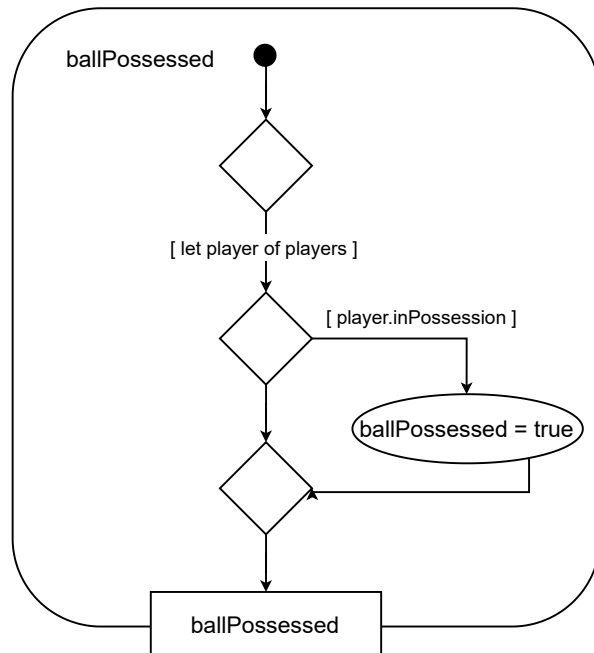 ballPossessed
[ let player of players ]
[ player.inPossession ]
ballPossessed = true
ballPossessed